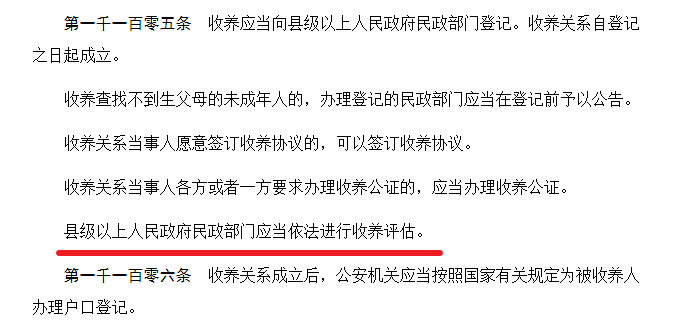 第一千一百零五条　收养应当向县级以上人民政府民政部门登记。收养关系自登记
之日起成立。
收养查找不到生父母的未成年人的，办理登记的民政部门应当在登记前予以公告。
收养关系当事人愿意签订收养协议的，可以签订收养协议。
收养关系当事人各方或者一方要求办理收养公证的，应当办理收养公证。
县级以上人民政府民政部门应当依法进行收养评估。
第一千一百零六条　收养关系成立后，公安机关应当按照国家有关规定为被收养人
办理户口登记。